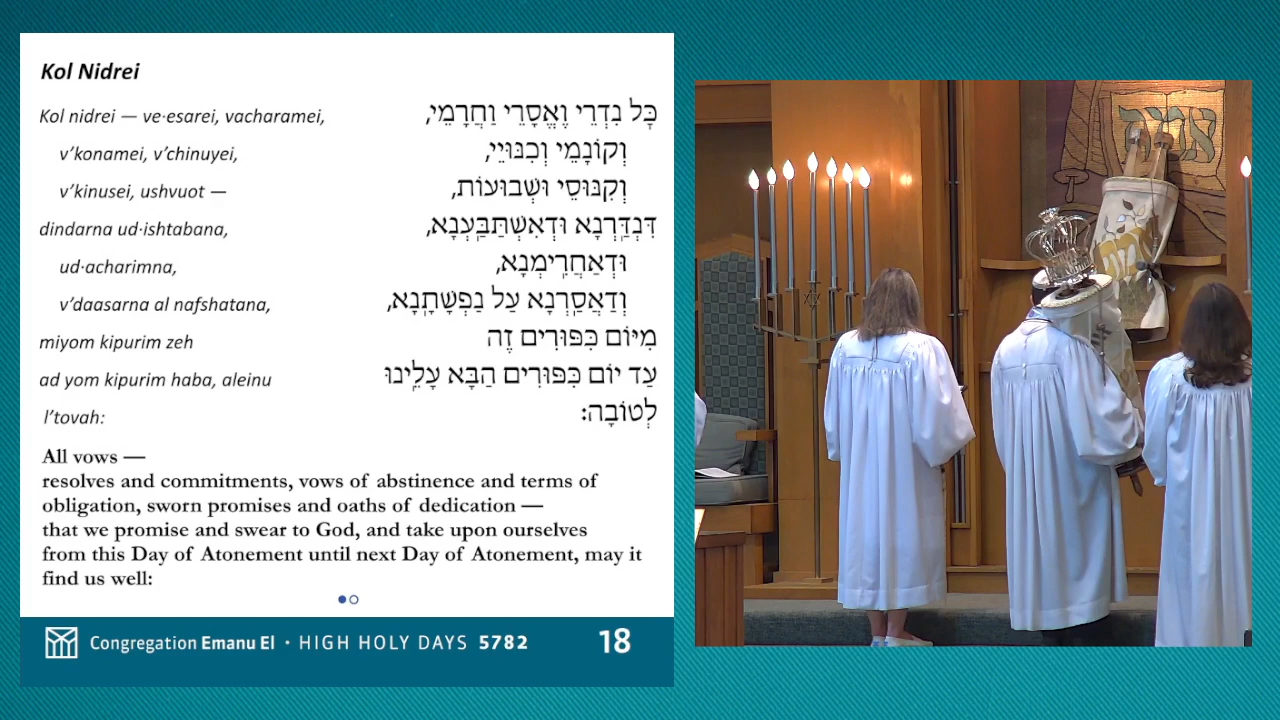 Kol Nidrei
Kol nidrei — ve·esarei, vacharamei,
v’konamei, v’chinuyei,
v’kinusei, ushvuot —
dindarna ud·ishtabana,
ud·acharimna,
v’daasarna al nafshatana,
miyom kipurim zeh
ad yom kipurim haba, aleinu
l’tovah:
כׇּל נִדְרֵי וֶאֱסָרֵי וַחֲרָמֵי,
וְקוֹנָמֵי וְכִנּוּיֵי,
וְקִנּוּסֵי וּשְׁבוּעוֹת,
דִּנְדַּֽרְנָא וּדְאִשְׁתַּבַּֽעְנָא,
וּדְאַחֲרִֽימְנָא,
וְדַאֲסַֽרְנָא עַל נַפְשָׁתָֽנָא,
מִיּוֹם כִּפּוּרִים זֶה
עַד יוֹם כִּפּוּרִים הַבָּא עָלֵֽינוּ
לְטוֹבָה:
All vows —
resolves and commitments, vows of abstinence and terms of
obligation, sworn promises and oaths of dedication —
that we promise and swear to God, and take upon ourselves
from this Day of Atonement until next Day of Atonement, may it
find us well:
Congregation Emanu El • HIGH HOLY DAYS 5782
18
אמת